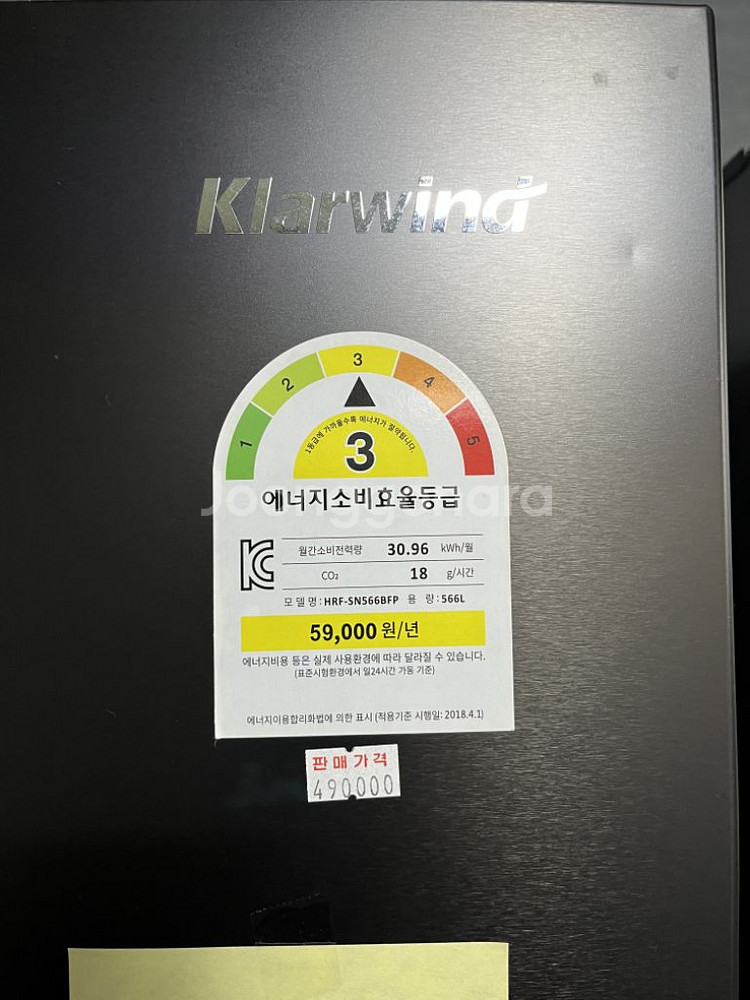 Klarwind
1 2 3 4 5
1등급에 가까울수록 에너지가 절약됩니다.
3
에너지소비효율등급
Joonggonara
월간소비전력량 30.96 kWh/월
CO₂ 18 g/시간
모델명 : HRF-SN566BFP 용 량 : 566L
59,000 원/년
에너지비용 등은 실제 사용환경에 따라 달라질 수 있습니다.
(표준시험환경에서 일24시간 가동 기준)
에너지이용합리화법에 의한 표시 (적용기준 시행일: 2018.4.1)
판매가격
490000